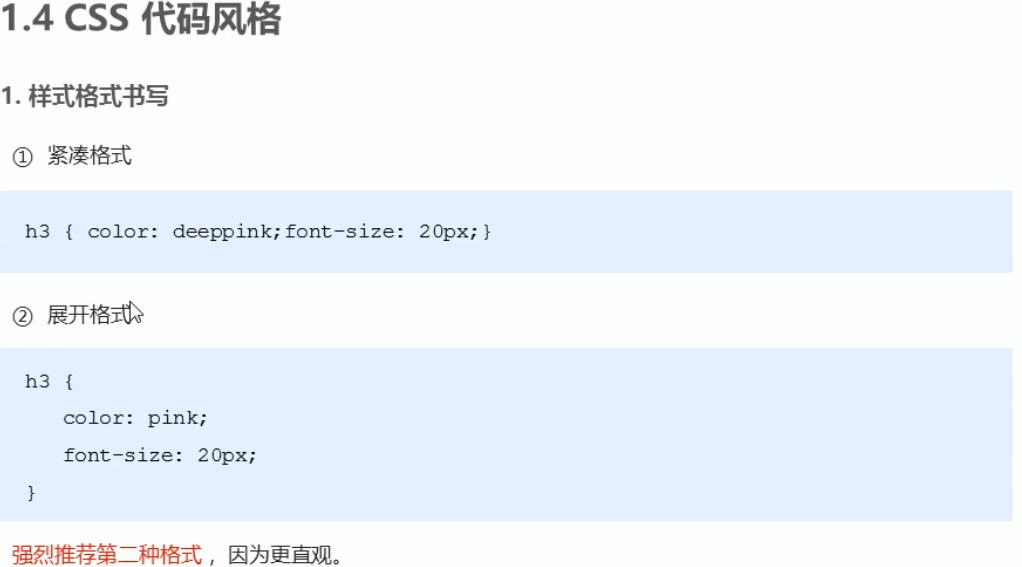 1.4 CSS 代码风格
1. 样式格式书写
① 紧凑格式
h3 { color: deeppink;font-size: 20px;}
② 展开格式
h3 {
color: pink;
font-size: 20px;
}
强烈推荐第二种格式 ，因为更直观。